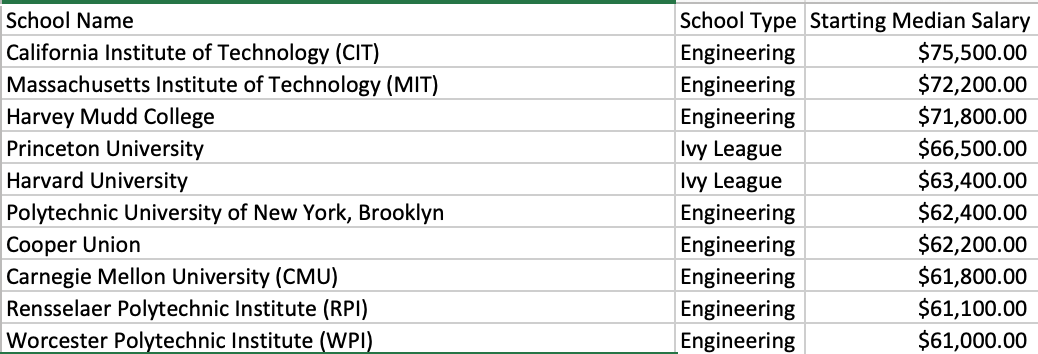 School Name School Type Starting Median Salary
California Institute of Technology (CIT) Engineering $75,500.00
Massachusetts Institute of Technology (MIT) Engineering $72,200.00
Harvey Mudd College Engineering $71,800.00
Princeton University Ivy League $66,500.00
Harvard University Ivy League $63,400.00
Polytechnic University of New York, Brooklyn Engineering $62,400.00
Cooper Union Engineering $62,200.00
Carnegie Mellon University (CMU) Engineering $61,800.00
Rensselaer Polytechnic Institute (RPI) Engineering $61,100.00
Worcester Polytechnic Institute (WPI) Engineering $61,000.00